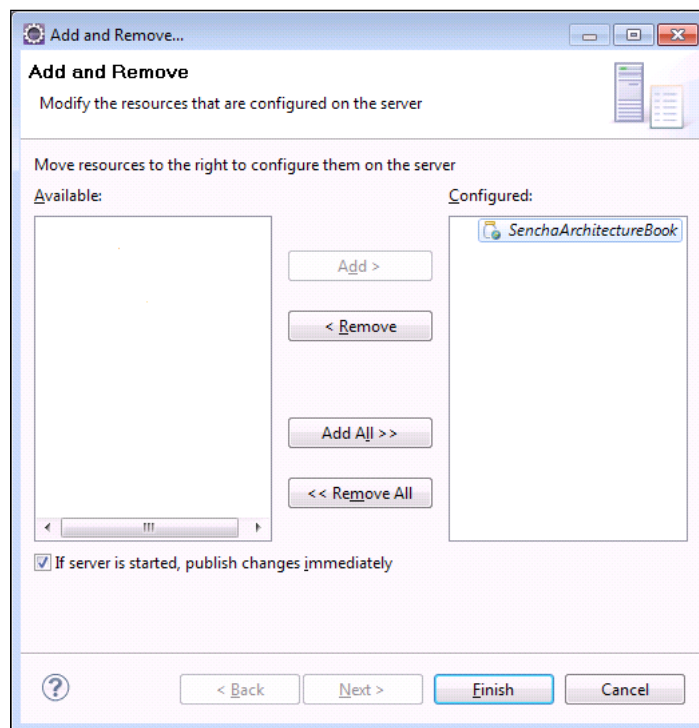 Add and Remove...
Add and Remove
Modify the resources that are configured on the server
Move resources to the right to configure them on the server
Available:
Configured:
SenchaArchitectureBook
Add >
< Remove
Add All >>
<< Remove All
If server is started, publish changes immediately
?
< Back
Next >
Finish
Cancel